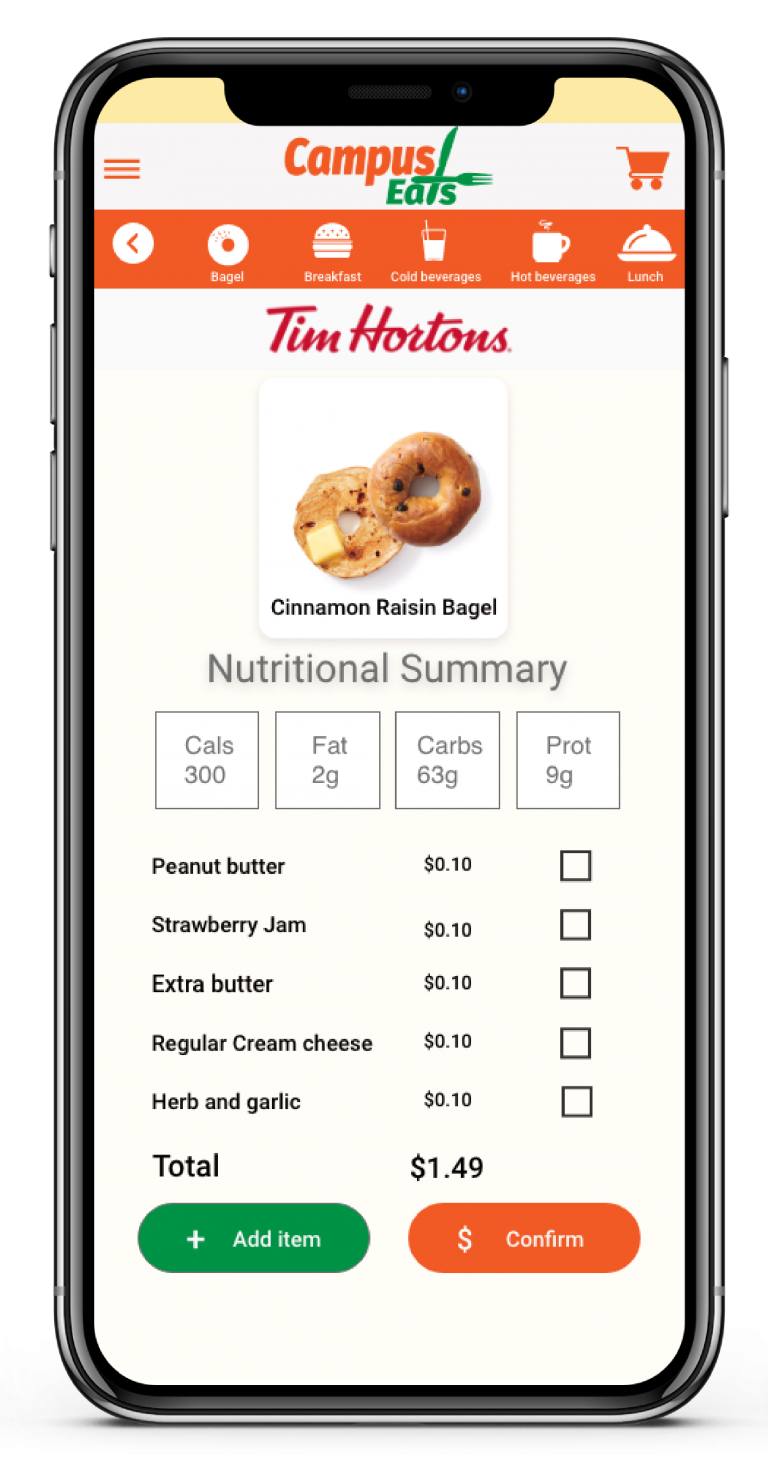 Campus
Eats
Bagel
Breakfast
Cold beverages
Hot beverages
Lunch
Tim Hortons.
Cinnamon Raisin Bagel
Nutritional Summary
Cals
300
Fat
2g
Carbs
63g
Prot
9g
Peanut butter $0.10
Strawberry Jam $0.10
Extra butter $0.10
Regular Cream cheese $0.10
Herb and garlic $0.10
Total $1.49
+ Add item
$ Confirm